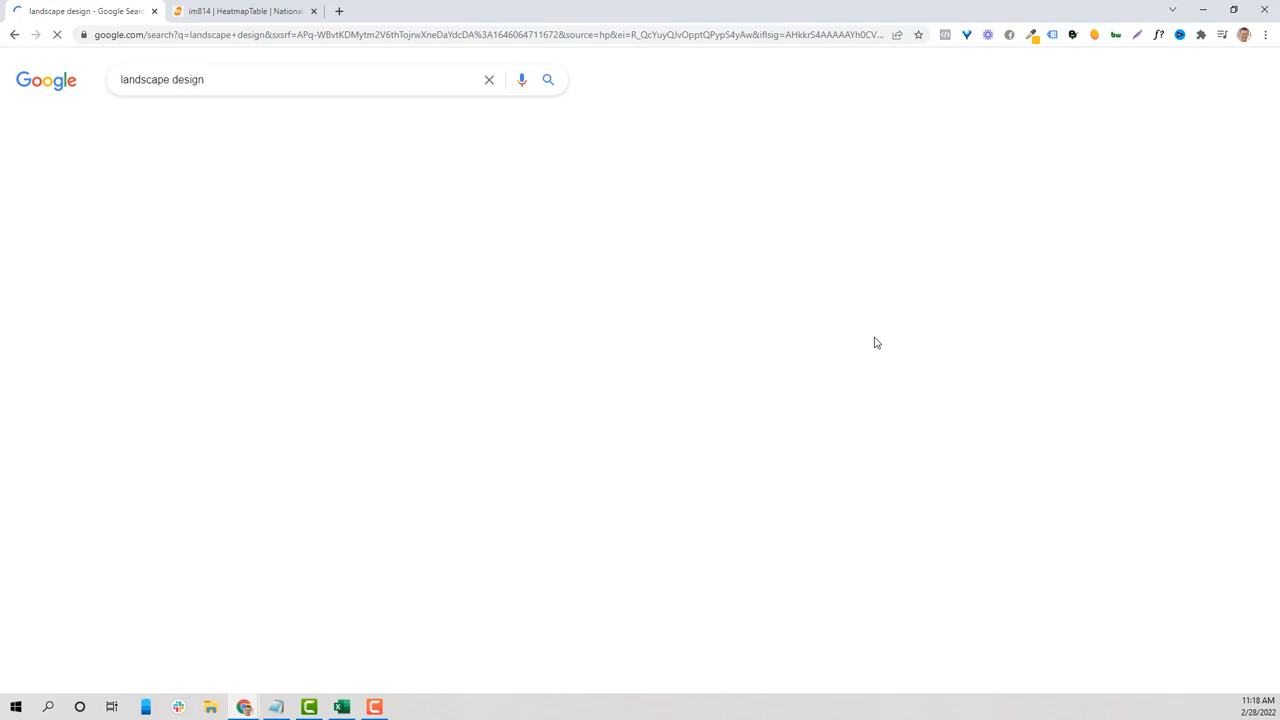 landscape design - Google Sear
im814 | HeatmapTable | National
google.com/search?q=landscape+design&sxsrf=APq-WBvtKDMytm2V6thTojrwXneDaYdcDA%3A1646064711672&source=hp&ei=R_QcYuyQJvOpptQPypS4yAw&iflsig=AHkkrS4AAAAAYh0CV...
Google
landscape design
11:18 AM
2/28/2022